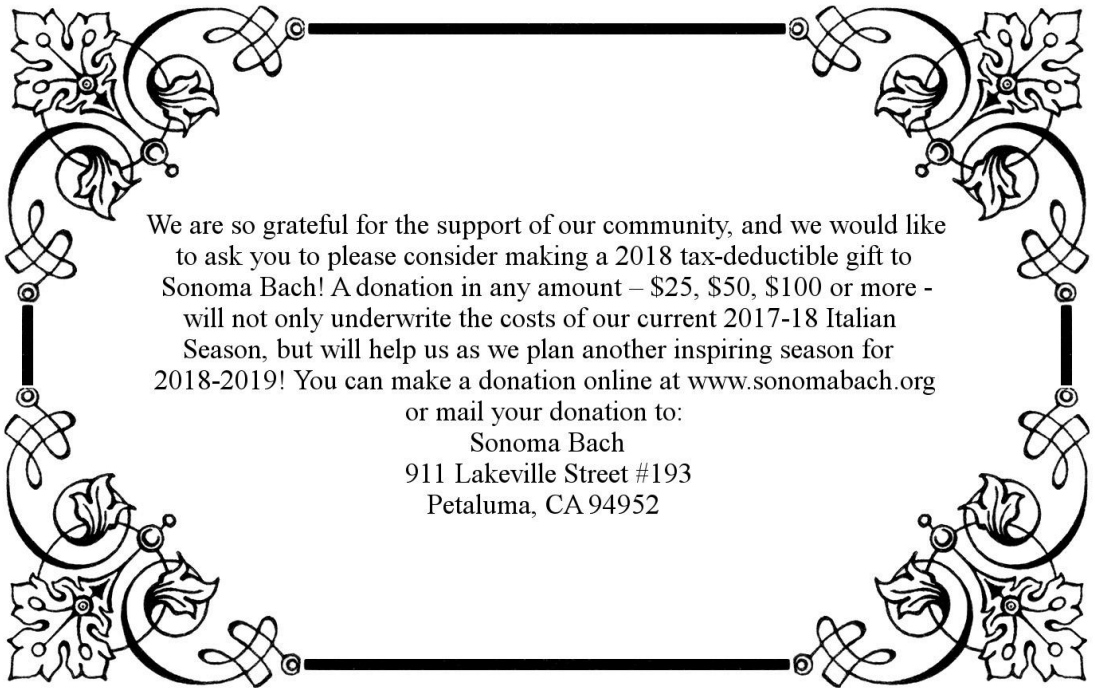 We are so grateful for the support of our community, and we would like
to ask you to please consider making a 2018 tax-deductible gift to
Sonoma Bach! A donation in any amount – $25, $50, $100 or more -
will not only underwrite the costs of our current 2017-18 Italian
Season, but will help us as we plan another inspiring season for
2018-2019! You can make a donation online at www.sonomabach.org
or mail your donation to:
Sonoma Bach
911 Lakeville Street #193
Petaluma, CA 94952